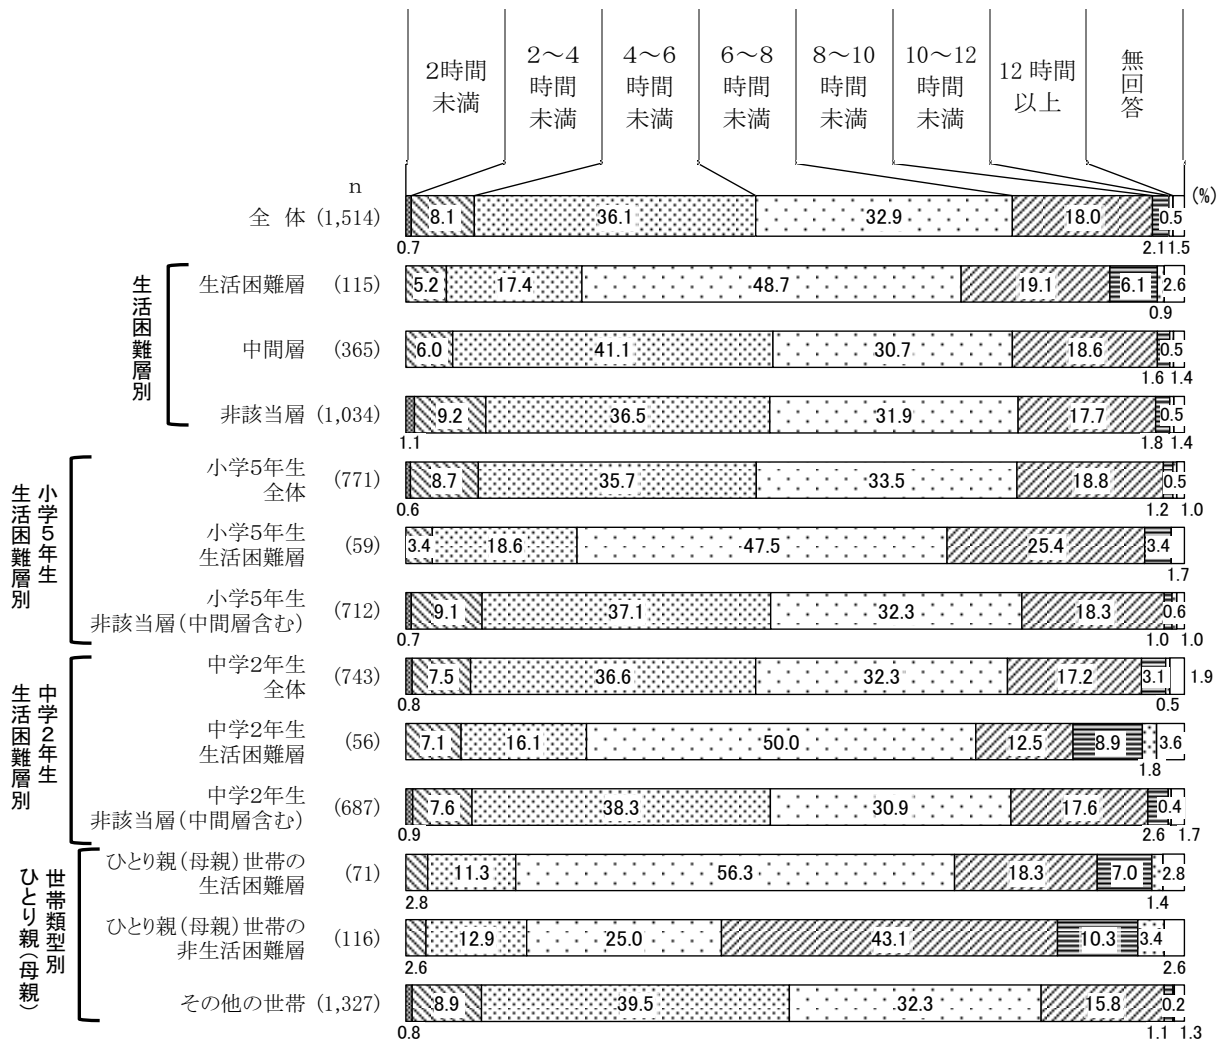 2時間
未満
2～4
時間
未満
4～6
時間
未満
6～8
時間
未満
8～10
時間
未満
10～12
時間
未満
12 時間
以上
無回答
n
(%)
全 体 (1,514)
8.1 36.1 32.9 18.0 0.5
0.7 2.1 1.5
生活困難層別
生活困難層 (115)
5.2 17.4 48.7 19.1 6.1 2.6
0.9
中間層 (365)
6.0 41.1 30.7 18.6 0.5
1.6 1.4
非該当層 (1,034)
9.2 36.5 31.9 17.7 0.5
1.1 1.8 1.4
小学5年生
生活困難層別
小学5年生
全体 (771)
8.7 35.7 33.5 18.8 0.5
0.6 1.2 1.0
小学5年生
生活困難層 (59)
3.4 18.6 47.5 25.4 3.4
1.7
小学5年生
非該当層(中間層含む) (712)
9.1 37.1 32.3 18.3 0.6
0.7 1.0 1.0
中学2年生
生活困難層別
中学2年生
全体 (743)
7.5 36.6 32.3 17.2 3.1 1.9
0.8 0.5
中学2年生
生活困難層 (56)
7.1 16.1 50.0 12.5 8.9 3.6
1.8
中学2年生
非該当層(中間層含む) (687)
7.6 38.3 30.9 17.6 0.4
0.9 2.6 1.7
世帯類型別
ひとり親(母親)
ひとり親(母親)世帯の
生活困難層 (71)
11.3 56.3 18.3 7.0 2.8
2.8 1.4
ひとり親(母親)世帯の
非生活困難層 (116)
12.9 25.0 43.1 10.3 3.4
2.6 2.6
その他の世帯 (1,327)
8.9 39.5 32.3 15.8 0.2
0.8 1.1 1.3